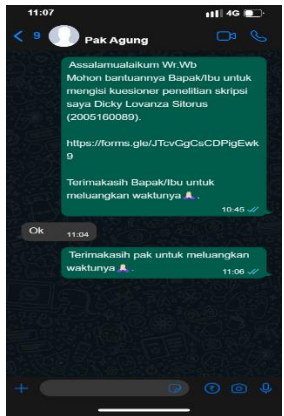 11:07
4G
9
Pak Agung
Assalamualaikum Wr.Wb
Mohon bantuannya Bapak/Ibu untuk
mengisi kuesioner penelitian skripsi
saya Dicky Lovanza Sitorus
(2005160089).
https://forms.gle/JTcvGgCsCDPigEwk
9
Terimakasih Bapak/Ibu untuk
meluangkan waktunya 🙏🏻 .
10:45
Ok
11:04
Terimakasih pak untuk meluangkan
waktunya 🙏🏻 .
11:06